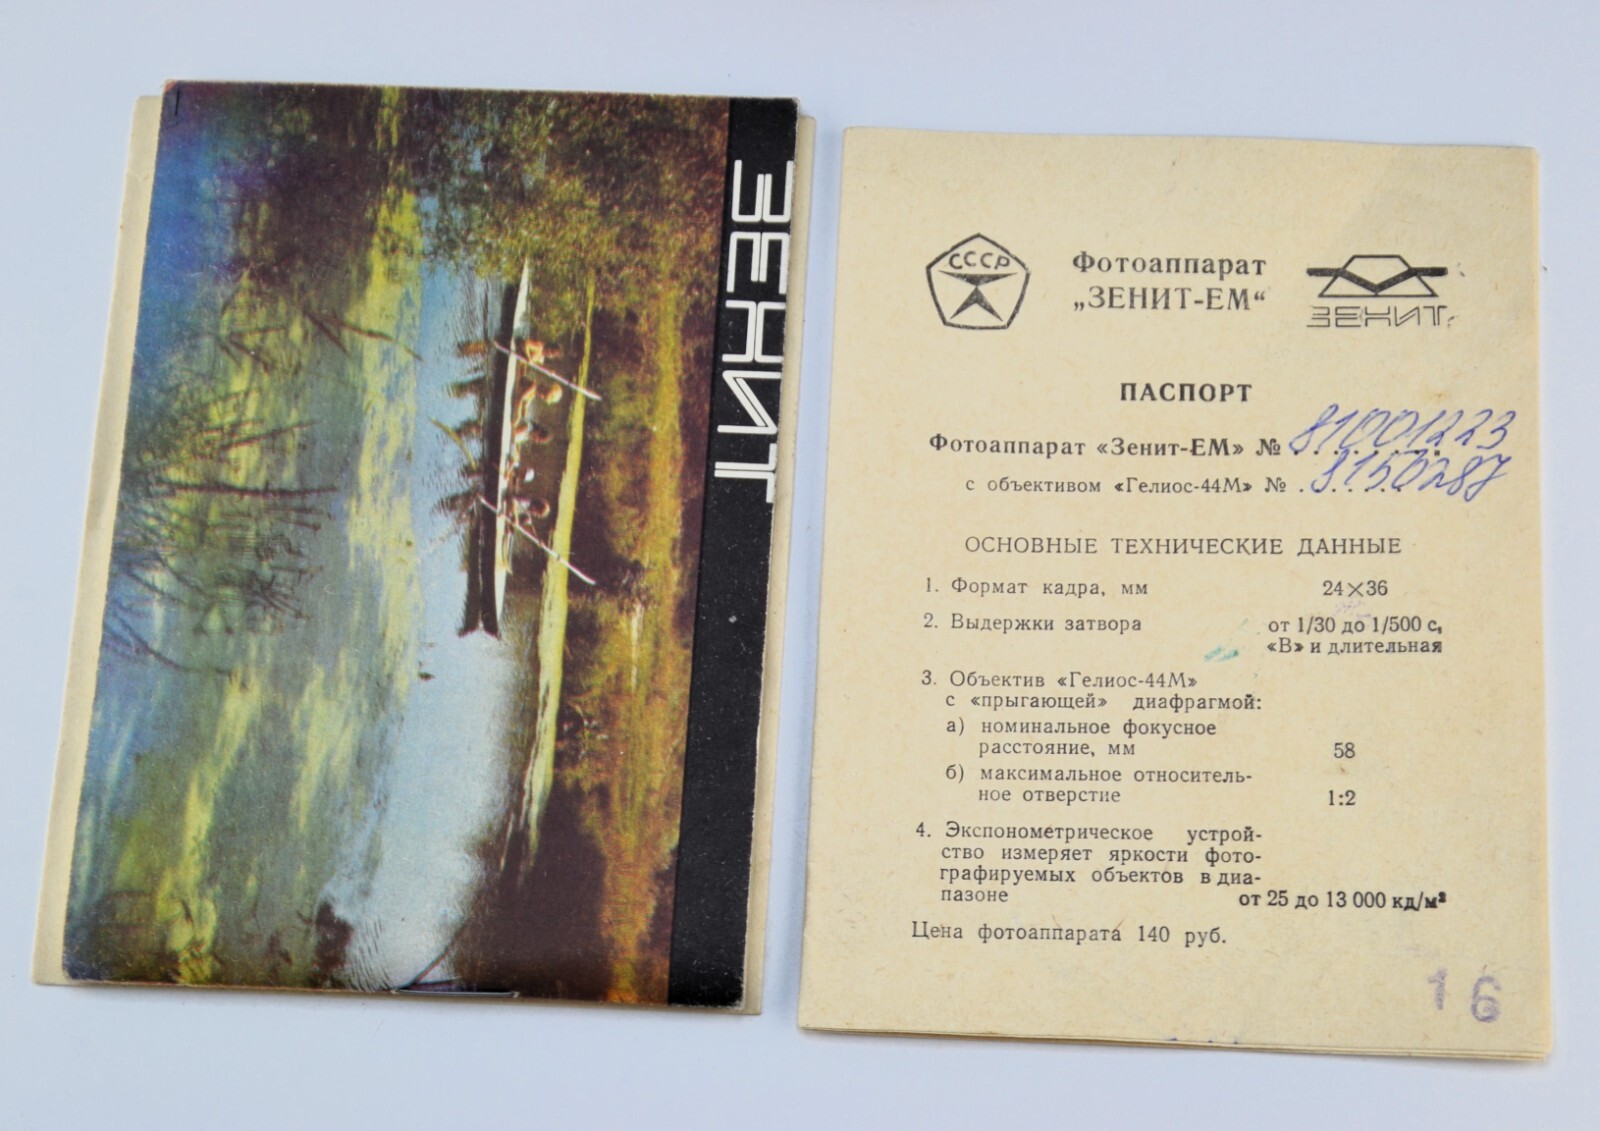 ЗЕНИТ
СССР
Фотоаппарат
„ЗЕНИТ-ЕМ“
ЗЕНИТ
ПАСПОРТ
Фотоаппарат «Зенит-ЕМ» № 81001223
с объективом «Гелиос-44М» № 8150287
ОСНОВНЫЕ ТЕХНИЧЕСКИЕ ДАННЫЕ
1. Формат кадра, мм 24×36
2. Выдержки затвора от 1/30 до 1/500 с,
«В» и длительная
3. Объектив «Гелиос-44М»
с «прыгающей» диафрагмой:
а) номинальное фокусное
расстояние, мм 58
б) максимальное относитель-
ное отверстие 1:2
4. Экспонометрическое устрой-
ство измеряет яркости фото-
графируемых объектов в диа-
пазоне от 25 до 13 000 кд/м²
Цена фотоаппарата 140 руб.
16